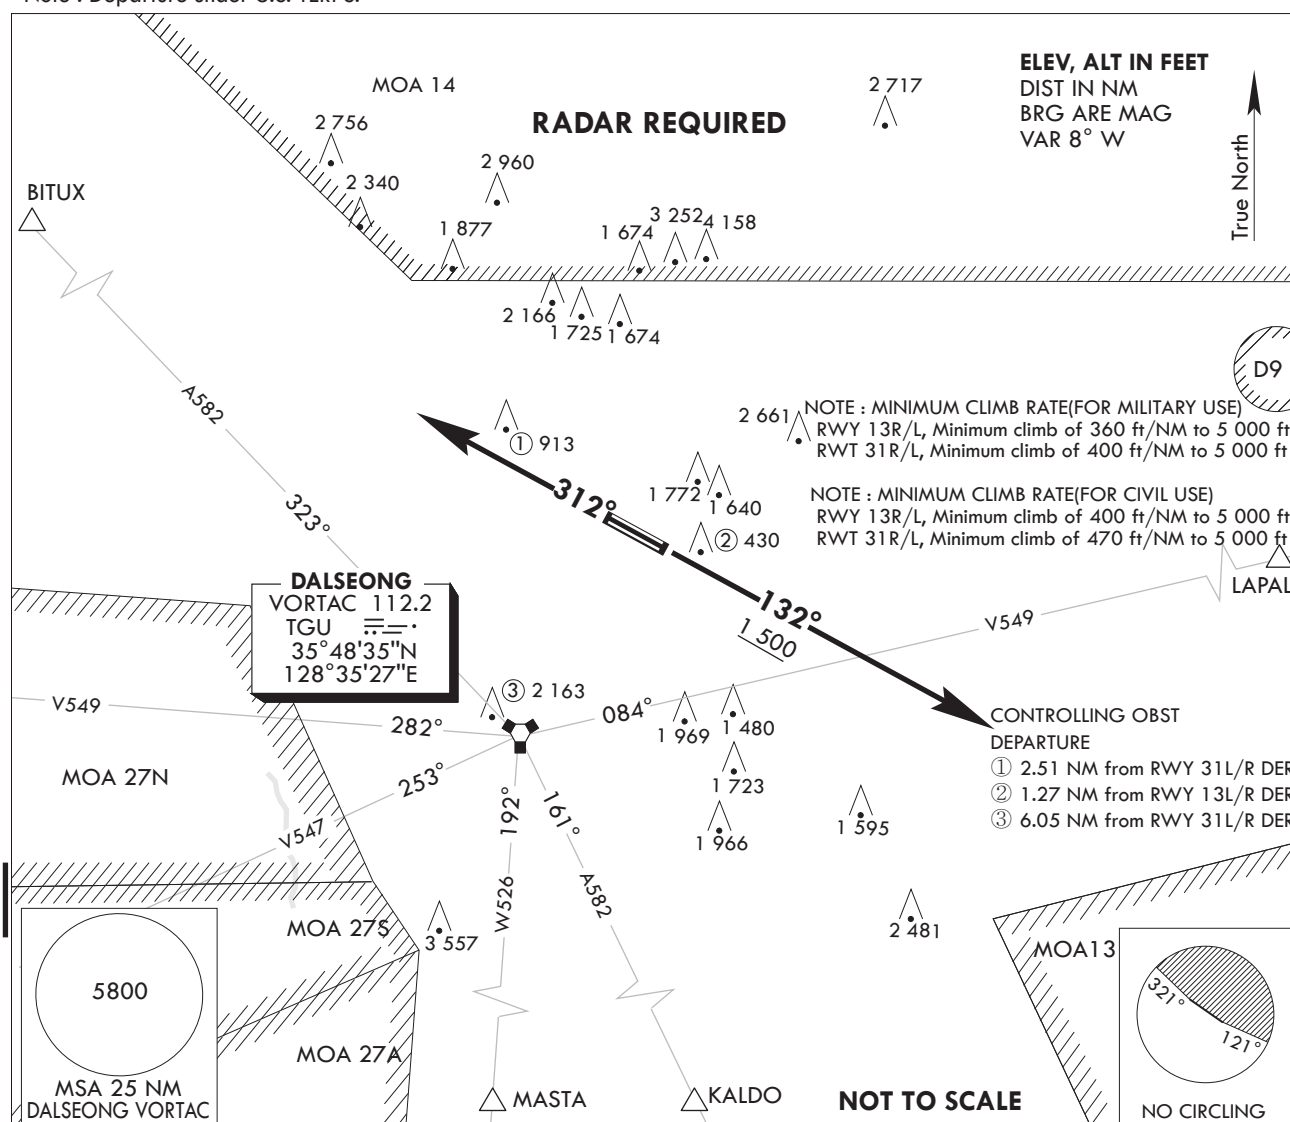 MOA 14
RADAR REQUIRED
ELEV, ALT IN FEET
DIST IN NM
BRG ARE MAG
VAR 8° W
True North
2 717
2 756
2 960
2 340
BITUX
1 877
1 674
3 252
4 158
2 166
1 725
1 674
D9
A582
2 661
NOTE : MINIMUM CLIMB RATE(FOR MILITARY USE)
RWY 13R/L, Minimum climb of 360 ft/NM to 5 000 ft
RWT 31R/L, Minimum climb of 400 ft/NM to 5 000 ft
① 913
312°
1 772
1 640
NOTE : MINIMUM CLIMB RATE(FOR CIVIL USE)
RWY 13R/L, Minimum climb of 400 ft/NM to 5 000 ft
RWT 31R/L, Minimum climb of 470 ft/NM to 5 000 ft
323°
② 430
LAPAL
DALSEONG
VORTAC 112.2
TGU
35°48'35"N
128°35'27"E
132°
1 500
V549
③ 2 163
V549
282°
084°
1 969
1 480
CONTROLLING OBST
DEPARTURE
① 2.51 NM from RWY 31L/R DER
② 1.27 NM from RWY 13L/R DER
③ 6.05 NM from RWY 31L/R DER
MOA 27N
253°
1 723
V547
192°
161°
1 966
1 595
W526
A582
MOA 27S
3 557
2 481
MOA13
5800
MSA 25 NM
DALSEONG VORTAC
MOA 27A
321°
121°
MASTA
KALDO
NOT TO SCALE
NO CIRCLING